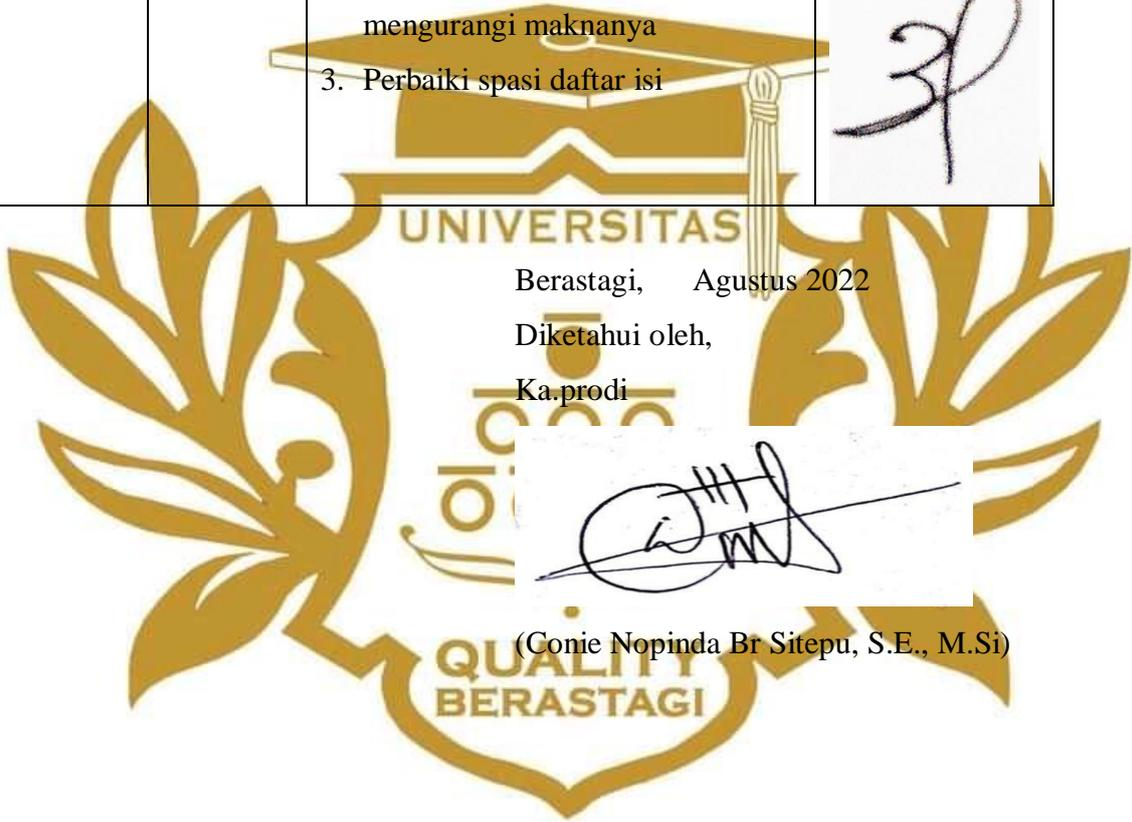 mengurangi maknanya
3. Perbaiki spasi daftar isi
UNIVERSITAS
Berastagi, Agustus 2022
Diketahui oleh,
Ka.prodi
(Conie Nopinda Br Sitepu, S.E., M.Si)
QUALITY
BERASTAGI